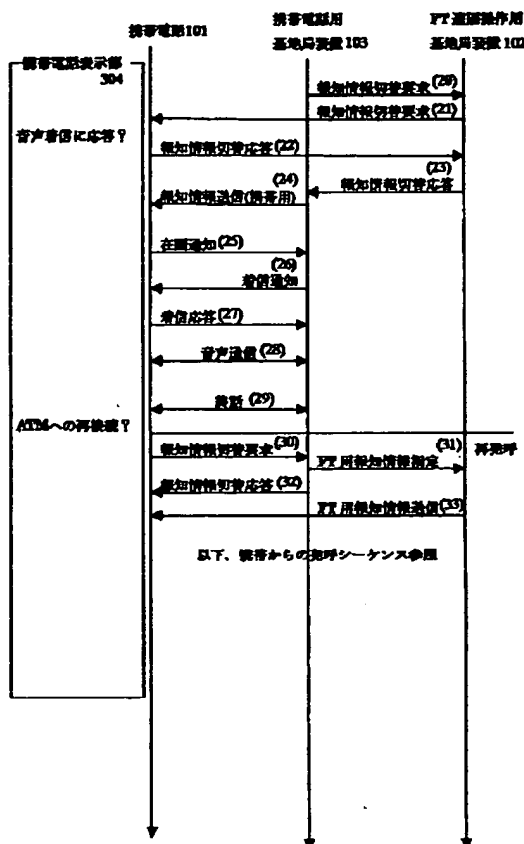 携帯電話101
携帯電話用
基地局装置103
FT遠隔操作用
基地局装置102
携帯電話表示部
304
報知情報切替要求(20)
報知情報切替要求(21)
音声着信に応答？
報知情報切替応答(22)
(23)
報知情報切替応答
(24)
報知情報送信(携帯用)
在圏通知(25)
(26)
着信通知
着信応答(27)
音声通信(28)
終話(29)
ATMへの再接続？
報知情報切替要求(30)
(31)
再発呼
FT用報知情報指定
報知情報切替応答(32)
FT用報知情報送信(33)
以下、携帯からの発呼シーケンス参照